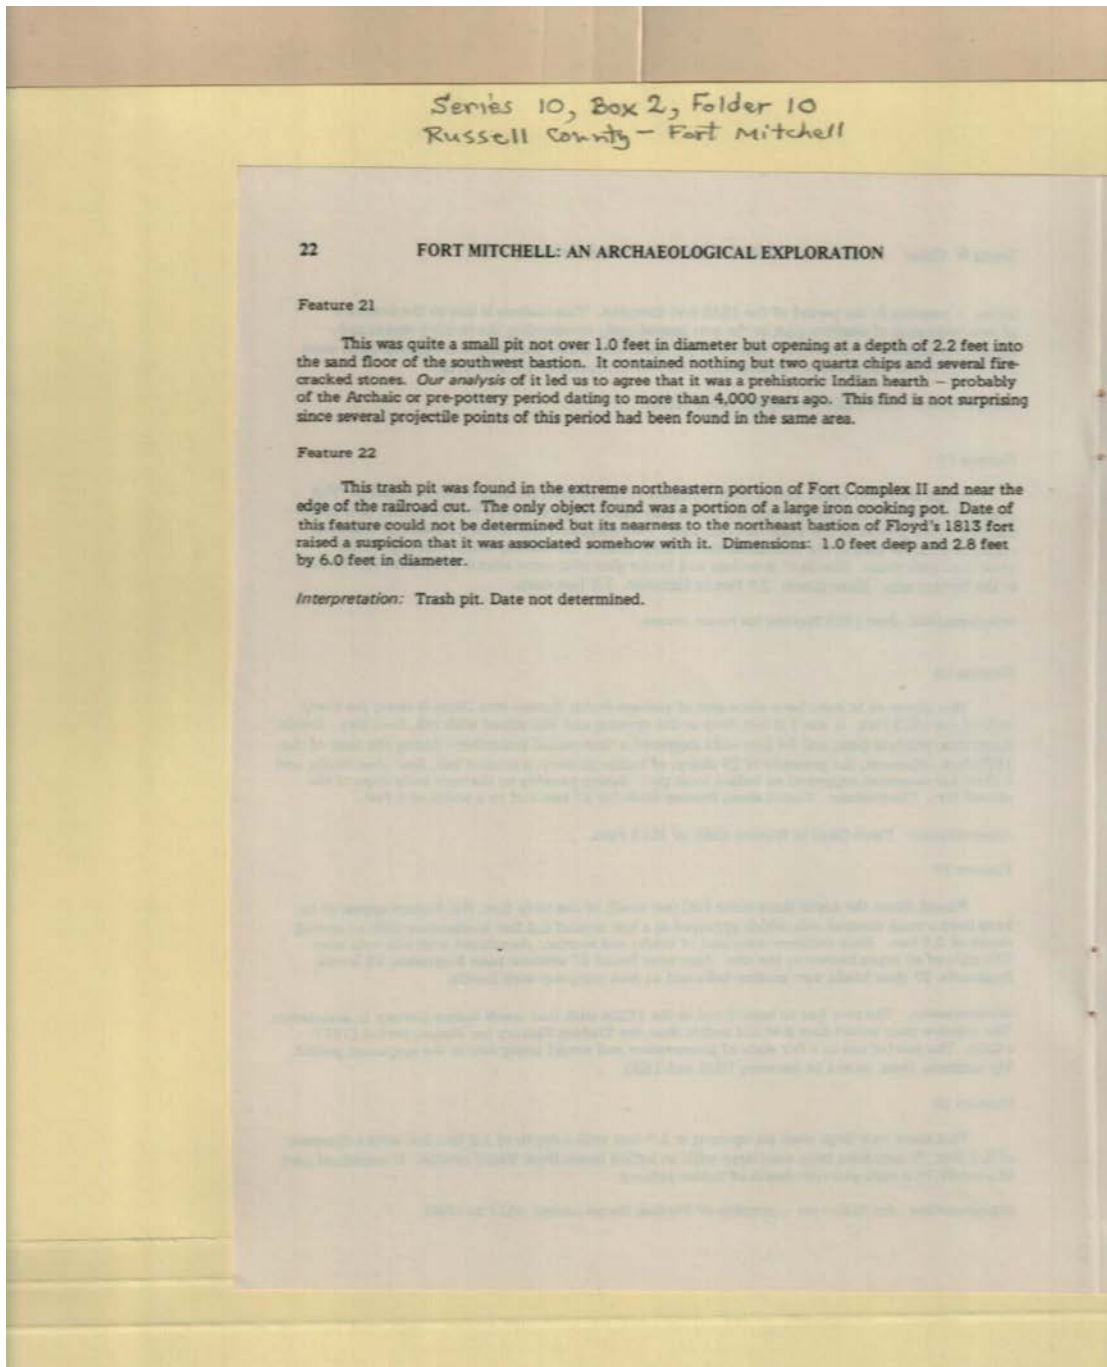 Series 10, Box 2, Folder 10
Russell County — Fort Mitchell
22 FORT MITCHELL: AN ARCHAEOLOGICAL EXPLORATION
Feature 21
This was quite a small pit not over 1.0 feet in diameter but opening at a depth of 2.2 feet into
the sand floor of the southwest bastion. It contained nothing but two quartz chips and several fire-
cracked stones. Our analysis of it led us to agree that it was a prehistoric Indian hearth — probably
of the Archaic or pre-pottery period dating to more than 4,000 years ago. This find is not surprising
since several projectile points of this period had been found in the same area.
Feature 22
This trash pit was found in the extreme northeastern portion of Fort Complex II and near the
edge of the railroad cut. The only object found was a portion of a large iron cooking pot. Date of
this feature could not be determined but its nearness to the northeast bastion of Floyd's 1813 fort
raised a suspicion that it was associated somehow with it. Dimensions: 1.0 feet deep and 2.8 feet
by 6.0 feet in diameter.
Interpretation: Trash pit. Date not determined.